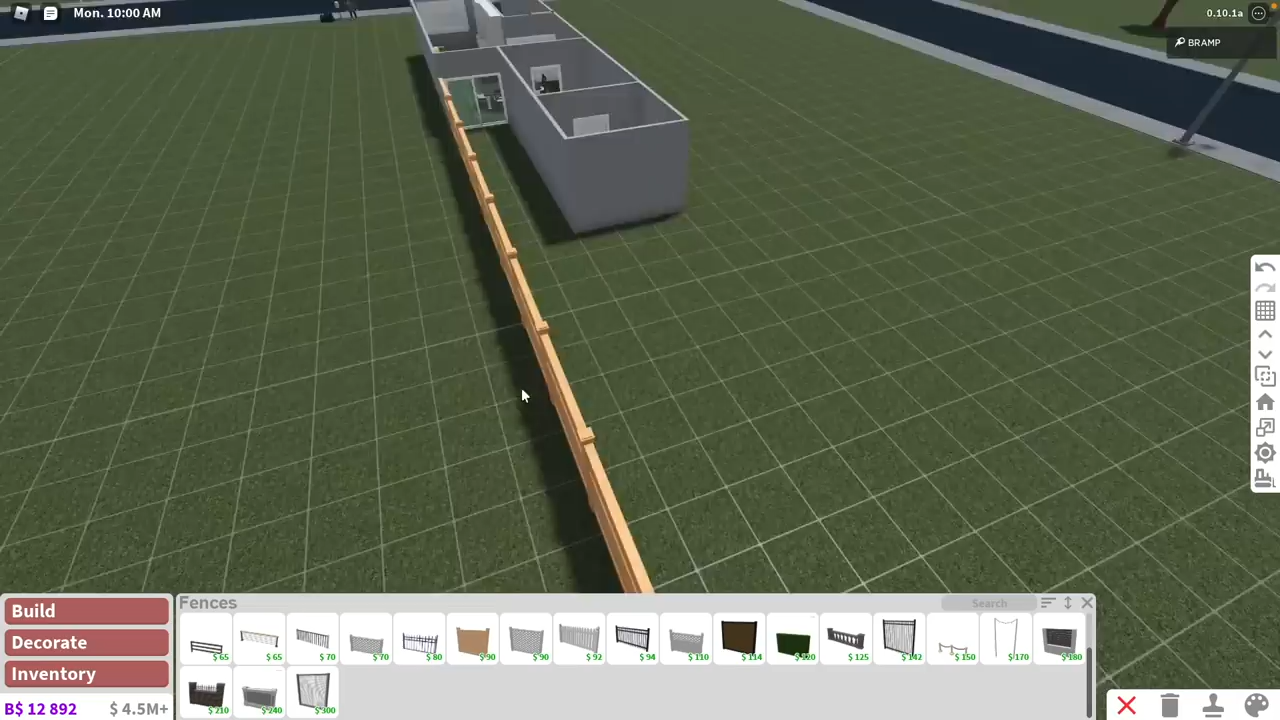 Mon. 10:00 AM
0.10.1a
BRAMP
Build
Decorate
Inventory
B$ 12 892
$ 4.5M+
Fences
Search
$ 65
$ 65
$ 70
$ 70
$ 80
$ 90
$ 90
$ 92
$ 94
$ 110
$ 114
$ 120
$ 125
$ 142
$ 150
$ 170
$ 180
$ 210
$ 240
$ 300